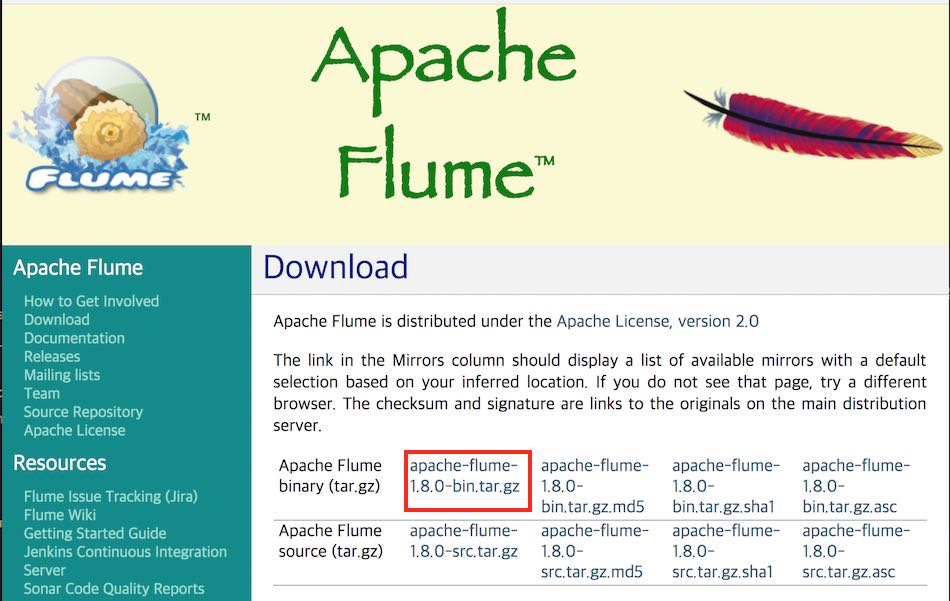 Apache
Flume™
FLUME
™
Apache Flume
How to Get Involved
Download
Documentation
Releases
Mailing lists
Team
Source Repository
Apache License
Resources
Flume Issue Tracking (Jira)
Flume Wiki
Getting Started Guide
Jenkins Continuous Integration
Server
Sonar Code Quality Reports
Download
Apache Flume is distributed under the Apache License, version 2.0
The link in the Mirrors column should display a list of available mirrors with a default
selection based on your inferred location. If you do not see that page, try a different
browser. The checksum and signature are links to the originals on the main distribution
server.
Apache Flume apache-flume- apache-flume- apache-flume- apache-flume-
binary (tar.gz) 1.8.0-bin.tar.gz 1.8.0- 1.8.0- 1.8.0-
bin.tar.gz.md5 bin.tar.gz.sha1 bin.tar.gz.asc
Apache Flume apache-flume- apache-flume- apache-flume- apache-flume-
source (tar.gz) 1.8.0-src.tar.gz 1.8.0- 1.8.0- 1.8.0-
src.tar.gz.md5 src.tar.gz.sha1 src.tar.gz.asc